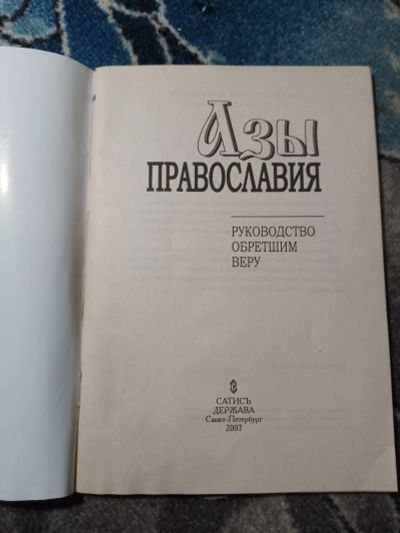 Азы
ПРАВОСЛАВИЯ
РУКОВОДСТВО
ОБРЕТШИМ
ВЕРУ
САТИСЪ
ДЕРЖАВА
Санкт-Петербург
2007